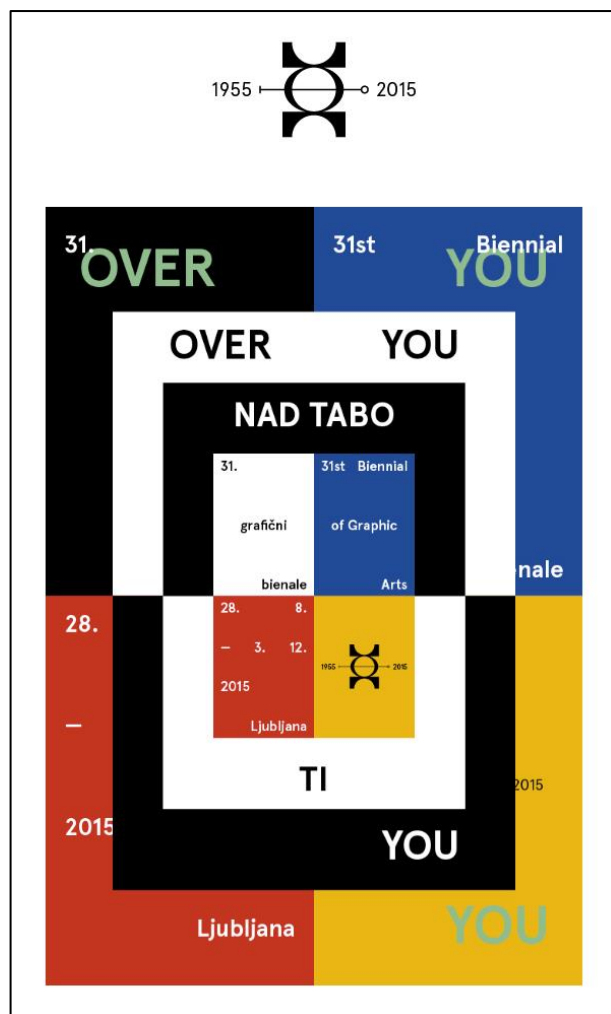 1955 2015
31. 31st Biennial
OVER YOU
OVER YOU
NAD TABO
31. 31st Biennial
grafični of Graphic
bienale Arts
nale
28. 28. 8.
— 3. 12.
1955 2015
2015
Ljubljana
—
TI
2015
2015
YOU
Ljubljana YOU